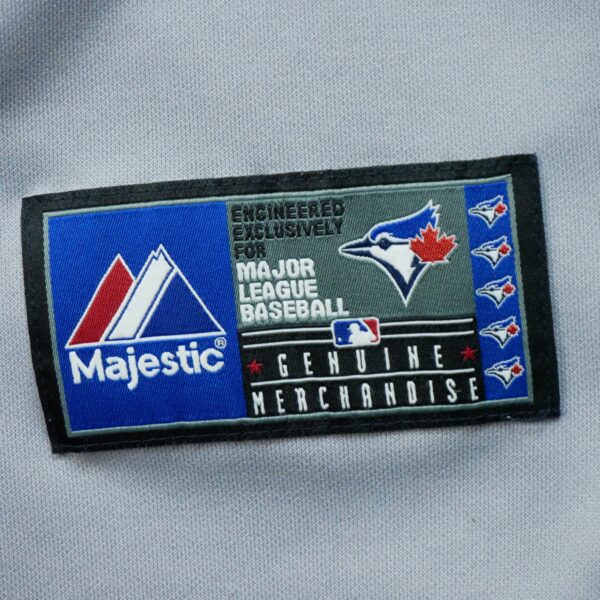 Majestic®
ENGINEERED
EXCLUSIVELY
FOR
MAJOR
LEAGUE
BASEBALL
GENUINE
MERCHANDISE